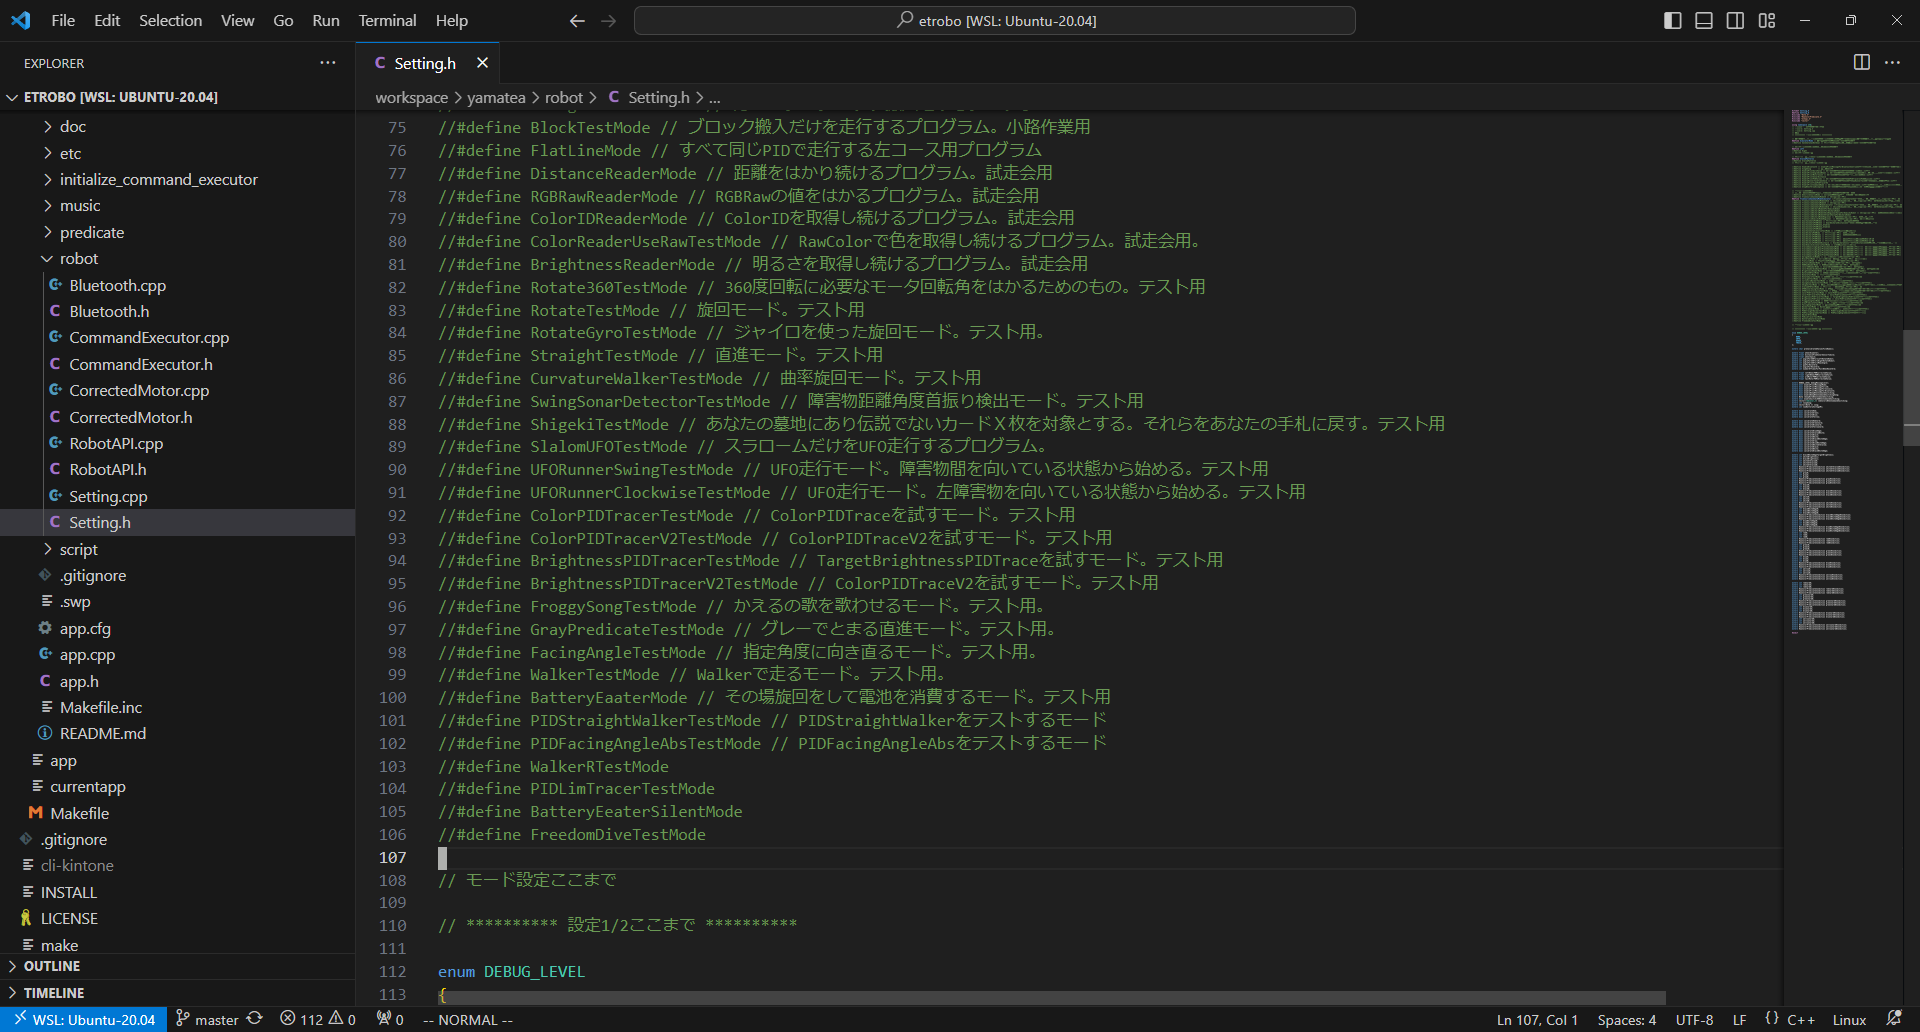 File Edit Selection View Go Run Terminal Help
etrobo [WSL: Ubuntu-20.04]
EXPLORER
Setting.h
ETROBO [WSL: UBUNTU-20.04]
workspace > yamatea > robot > C Setting.h > ...
doc
etc
initialize_command_executor
music
predicate
robot
Bluetooth.cpp
Bluetooth.h
CommandExecutor.cpp
CommandExecutor.h
CorrectedMotor.cpp
CorrectedMotor.h
RobotAPI.cpp
RobotAPI.h
Setting.cpp
Setting.h
script
.gitignore
.swp
app.cfg
app.cpp
app.h
Makefile.inc
README.md
app
currentapp
Makefile
.gitignore
cli-kintone
INSTALL
LICENSE
make
OUTLINE
TIMELINE
75 //#define BlockTestMode // ブロック搬入だけを走行するプログラム。小路作業用
76 //#define FlatLineMode // すべて同じPIDで走行する左コース用プログラム
77 //#define DistanceReaderMode // 距離をはかり続けるプログラム。試走会用
78 //#define RGBRawReaderMode // RGBRawの値をはかるプログラム。試走会用
79 //#define ColorIDReaderMode // ColorIDを取得し続けるプログラム。試走会用
80 //#define ColorReaderUseRawTestMode // RawColorで色を取得し続けるプログラム。試走会用。
81 //#define BrightnessReaderMode // 明るさを取得し続けるプログラム。試走会用
82 //#define Rotate360TestMode // 360度回転に必要なモータ回転角をはかるためのもの。テスト用
83 //#define RotateTestMode // 旋回モード。テスト用
84 //#define RotateGyroTestMode // ジャイロを使った旋回モード。テスト用。
85 //#define StraightTestMode // 直進モード。テスト用
86 //#define CurvatureWalkerTestMode // 曲率旋回モード。テスト用
87 //#define SwingSonarDetectorTestMode // 障害物距離角度首振り検出モード。テスト用
88 //#define ShigekiTestMode // あなたの墓地にあり伝説でないカードＸ枚を対象とする。それらをあなたの手札に戻す。テスト用
89 //#define SlalomUFOTestMode // スラロームだけをUFO走行するプログラム。
90 //#define UFORunnerSwingTestMode // UFO走行モード。障害物間を向いている状態から始める。テスト用
91 //#define UFORunnerClockwiseTestMode // UFO走行モード。左障害物を向いている状態から始める。テスト用
92 //#define ColorPIDTracerTestMode // ColorPIDTraceを試すモード。テスト用
93 //#define ColorPIDTracerV2TestMode // ColorPIDTraceV2を試すモード。テスト用
94 //#define BrightnessPIDTracerTestMode // TargetBrightnessPIDTraceを試すモード。テスト用
95 //#define BrightnessPIDTracerV2TestMode // ColorPIDTraceV2を試すモード。テスト用
96 //#define FroggySongTestMode // かえるの歌を歌わせるモード。テスト用。
97 //#define GrayPredicateTestMode // グレーでとまる直進モード。テスト用。
98 //#define FacingAngleTestMode // 指定角度に向き直るモード。テスト用。
99 //#define WalkerTestMode // Walkerで走るモード。テスト用。
100 //#define BatteryEaaterMode // その場旋回をして電池を消費するモード。テスト用
101 //#define PIDStraightWalkerTestMode // PIDStraightWalkerをテストするモード
102 //#define PIDFacingAngleAbsTestMode // PIDFacingAngleAbsをテストするモード
103 //#define WalkerRTestMode
104 //#define PIDLimTracerTestMode
105 //#define BatteryEeaterSilentMode
106 //#define FreedomDiveTestMode
107
108 // モード設定ここまで
109
110 // ********** 設定1/2ここまで **********
111
112 enum DEBUG_LEVEL
113 {
WSL: Ubuntu-20.04 master 112 0 0 -- NORMAL -- Ln 107, Col 1 Spaces: 4 UTF-8 LF {} C++ Linux